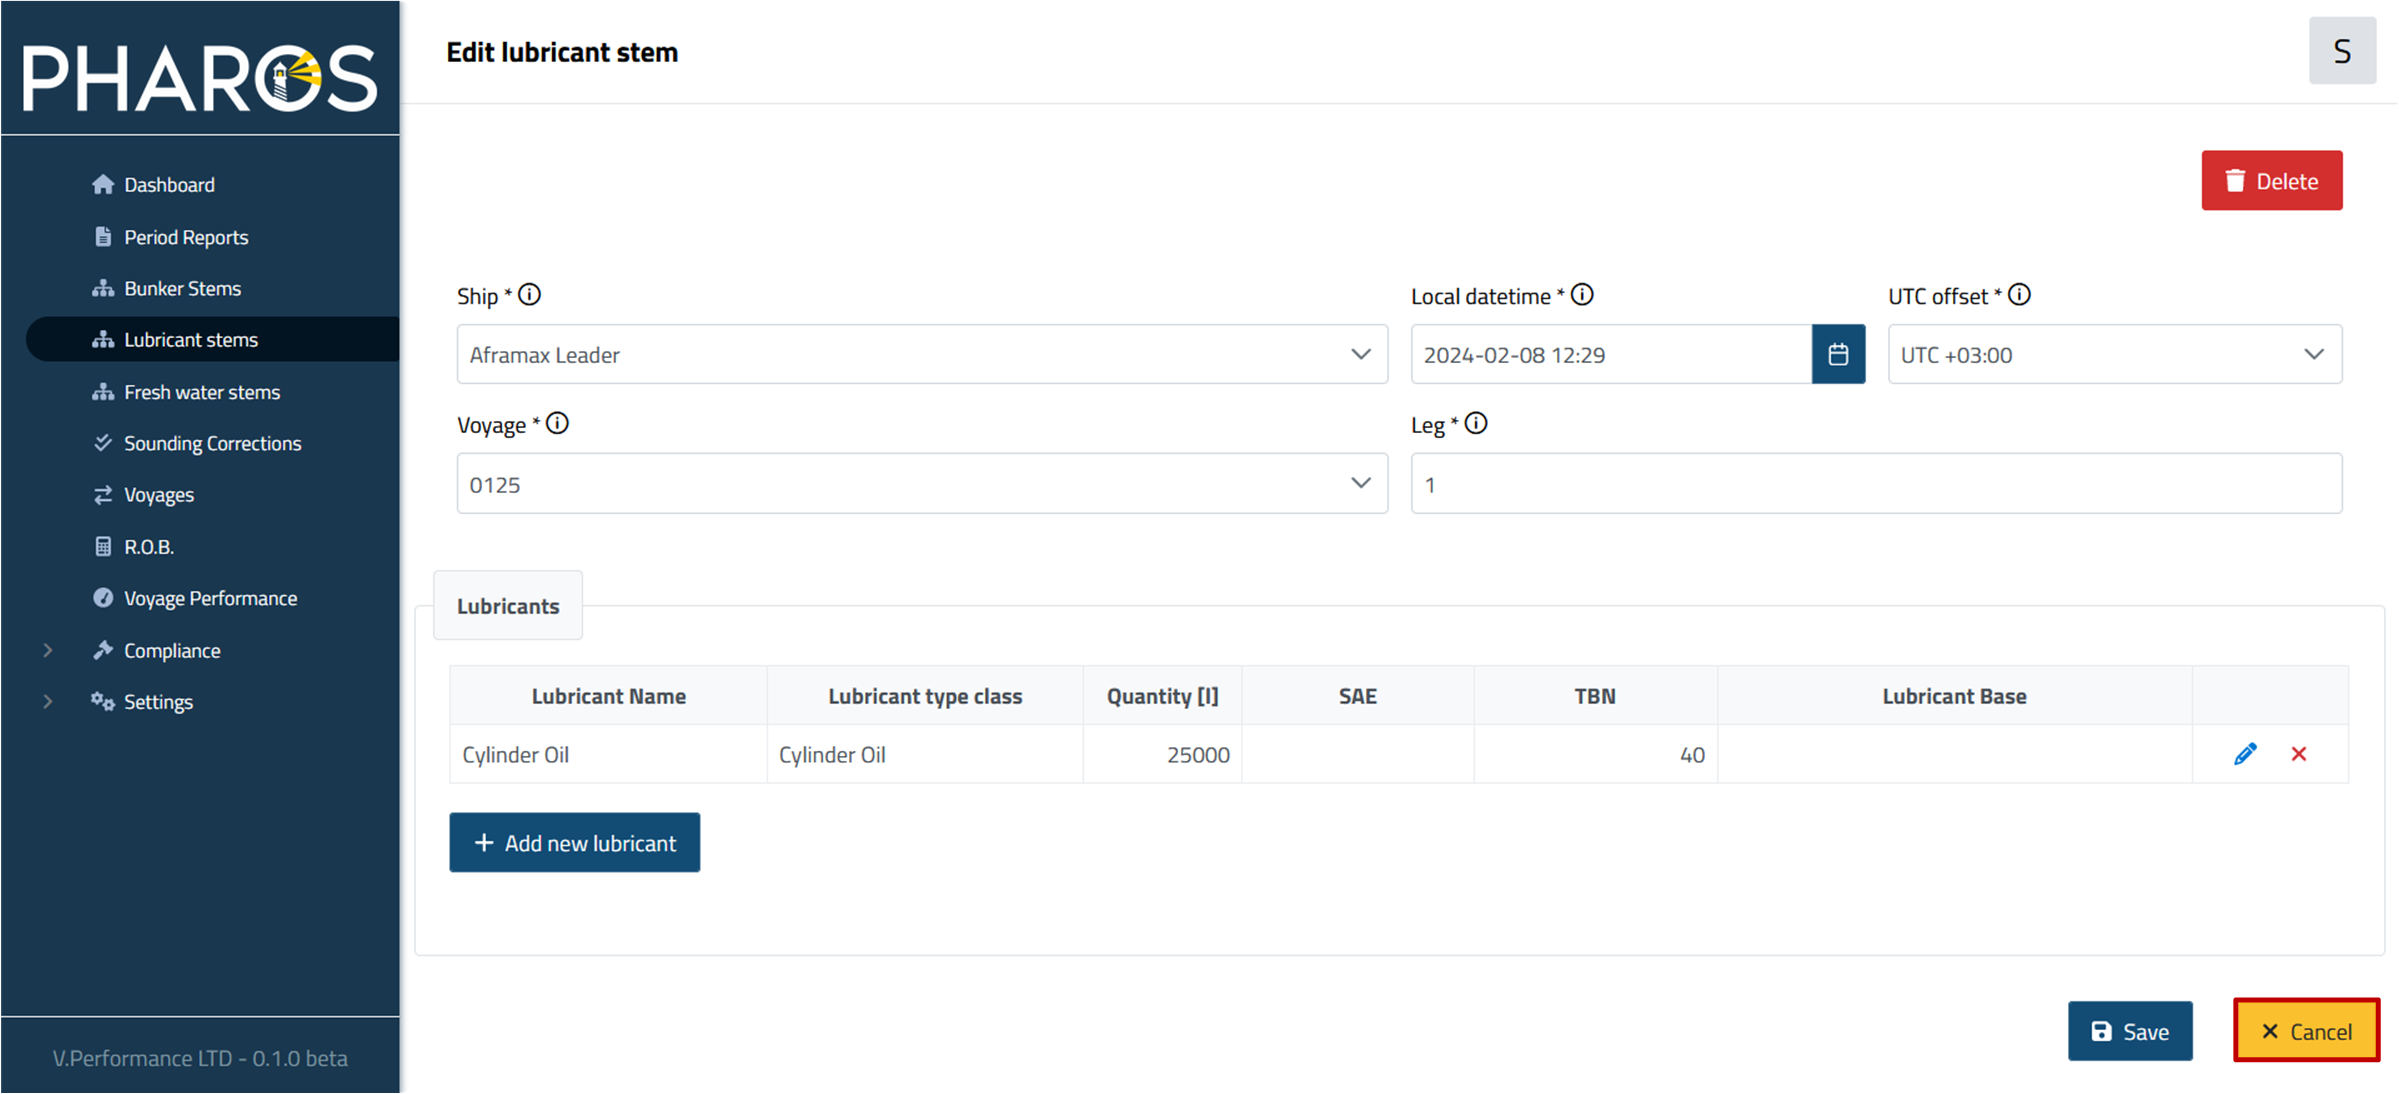 PHAROS
Edit lubricant stem
S
Dashboard
Period Reports
Bunker Stems
Lubricant stems
Fresh water stems
Sounding Corrections
Voyages
R.O.B.
Voyage Performance
Compliance
Settings
V.Performance LTD - 0.1.0 beta
Delete
Ship * Local datetime * UTC offset *
Aframax Leader 2024-02-08 12:29 UTC +03:00
Voyage * Leg *
0125 1
Lubricants
Lubricant Name Lubricant type class Quantity [l] SAE TBN Lubricant Base
Cylinder Oil Cylinder Oil 25000 40
+ Add new lubricant
Save Cancel